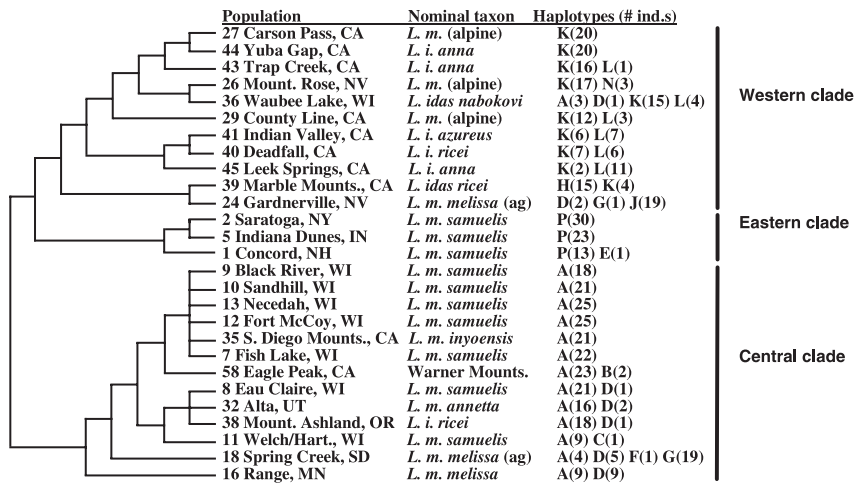 Population Nominal taxon Haplotypes (# ind.s)
27 Carson Pass, CA L. m. (alpine) K(20)
44 Yuba Gap, CA L. i. anna K(20)
43 Trap Creek, CA L. i. anna K(16) L(1)
26 Mount. Rose, NV L. m. (alpine) K(17) N(3)
36 Waubee Lake, WI L. idas nabokovi A(3) D(1) K(15) L(4)
29 County Line, CA L. m. (alpine) K(12) L(3)
41 Indian Valley, CA L. i. azureus K(6) L(7)
40 Deadfall, CA L. i. ricei K(7) L(6)
45 Leek Springs, CA L. i. anna K(2) L(11)
39 Marble Mounts., CA L. idas ricei H(15) K(4)
24 Gardnerville, NV L. m. melissa (ag) D(2) G(1) J(19)
Western clade
2 Saratoga, NY L. m. samuelis P(30)
5 Indiana Dunes, IN L. m. samuelis P(23)
1 Concord, NH L. m. samuelis P(13) E(1)
Eastern clade
9 Black River, WI L. m. samuelis A(18)
10 Sandhill, WI L. m. samuelis A(21)
13 Necedah, WI L. m. samuelis A(25)
12 Fort McCoy, WI L. m. samuelis A(25)
35 S. Diego Mounts., CA L. m. inyoensis A(21)
7 Fish Lake, WI L. m. samuelis A(22)
58 Eagle Peak, CA Warner Mounts. A(23) B(2)
8 Eau Claire, WI L. m. samuelis A(21) D(1)
32 Alta, UT L. m. annetta A(16) D(2)
38 Mount. Ashland, OR L. i. ricei A(18) D(1)
11 Welch/Hart., WI L. m. samuelis A(9) C(1)
18 Spring Creek, SD L. m. melissa (ag) A(4) D(5) F(1) G(19)
16 Range, MN L. m. melissa A(9) D(9)
Central clade